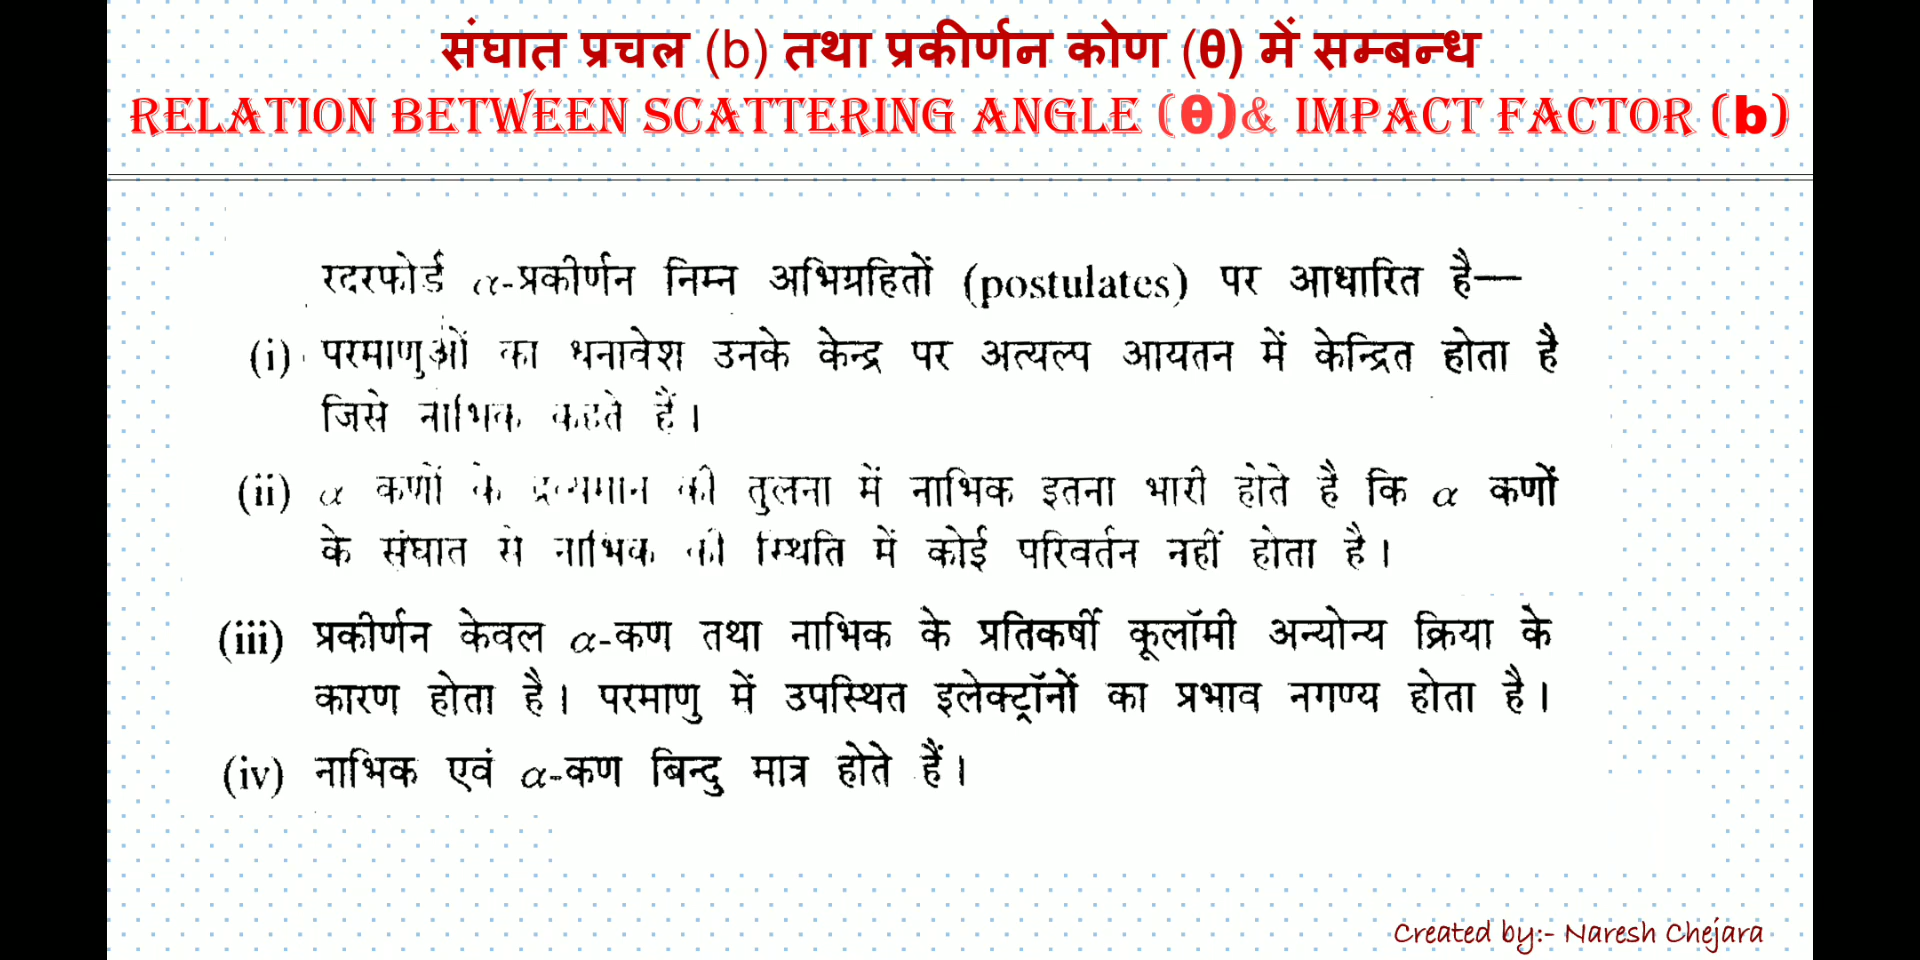 संघात प्रचल (b) तथा प्रकीर्णन कोण (θ) में सम्बन्ध
RELATION BETWEEN SCATTERING ANGLE (θ)& IMPACT FACTOR (b)
रदरफोर्ड α-प्रकीर्णन निम्न अभिग्रहितों (postulates) पर आधारित है—
(i) परमाणुओं का धनावेश उनके केन्द्र पर अत्यल्प आयतन में केन्द्रित होता है
जिसे नाभिक कहते हैं।
(ii) α कणों के द्रव्यमान की तुलना में नाभिक इतना भारी होते है कि α कणों
के संघात से नाभिक की स्थिति में कोई परिवर्तन नहीं होता है।
(iii) प्रकीर्णन केवल α-कण तथा नाभिक के प्रतिकर्षी कूलॉमी अन्योन्य क्रिया के
कारण होता है। परमाणु में उपस्थित इलेक्ट्रॉनों का प्रभाव नगण्य होता है।
(iv) नाभिक एवं α-कण बिन्दु मात्र होते हैं।
Created by:- Naresh Chejara